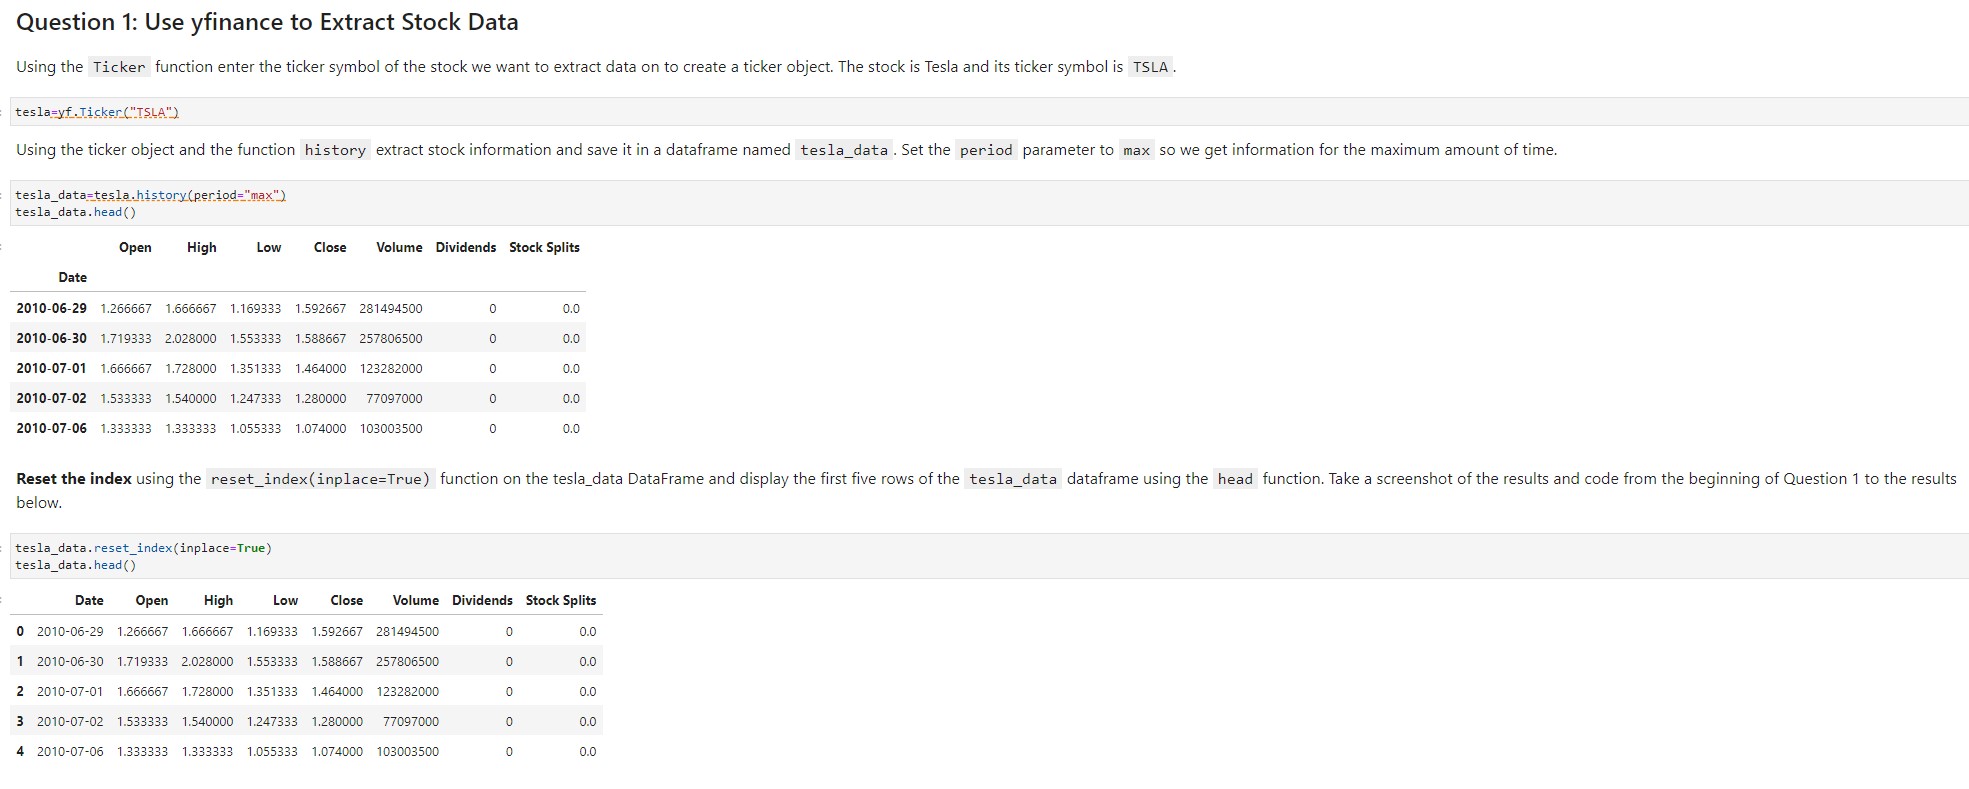 Question 1: Use yfinance to Extract Stock Data
Using the Ticker function enter the ticker symbol of the stock we want to extract data on to create a ticker object. The stock is Tesla and its ticker symbol is TSLA .
tesla=yf.Ticker("TSLA")
Using the ticker object and the function history extract stock information and save it in a dataframe named tesla_data . Set the period parameter to max so we get information for the maximum amount of time.
tesla_data=tesla.history(period="max")
tesla_data.head()
Open High Low Close Volume Dividends Stock Splits
Date
2010-06-29 1.266667 1.666667 1.169333 1.592667 281494500 0 0.0
2010-06-30 1.719333 2.028000 1.553333 1.588667 257806500 0 0.0
2010-07-01 1.666667 1.728000 1.351333 1.464000 123282000 0 0.0
2010-07-02 1.533333 1.540000 1.247333 1.280000 77097000 0 0.0
2010-07-06 1.333333 1.333333 1.055333 1.074000 103003500 0 0.0
Reset the index using the reset_index(inplace=True) function on the tesla_data DataFrame and display the first five rows of the tesla_data dataframe using the head function. Take a screenshot of the results and code from the beginning of Question 1 to the results
below.
tesla_data.reset_index(inplace=True)
tesla_data.head()
Date Open High Low Close Volume Dividends Stock Splits
0 2010-06-29 1.266667 1.666667 1.169333 1.592667 281494500 0 0.0
1 2010-06-30 1.719333 2.028000 1.553333 1.588667 257806500 0 0.0
2 2010-07-01 1.666667 1.728000 1.351333 1.464000 123282000 0 0.0
3 2010-07-02 1.533333 1.540000 1.247333 1.280000 77097000 0 0.0
4 2010-07-06 1.333333 1.333333 1.055333 1.074000 103003500 0 0.0